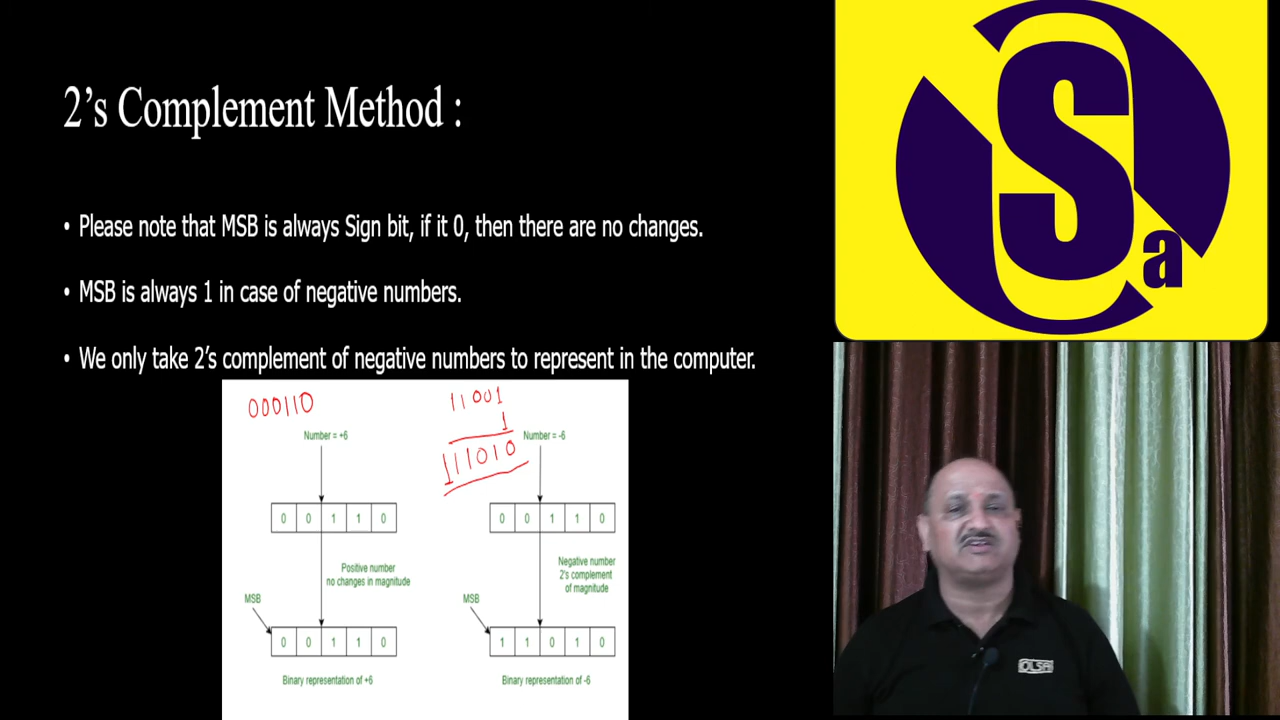 2's Complement Method :
• Please note that MSB is always Sign bit, if it 0, then there are no changes.
• MSB is always 1 in case of negative numbers.
• We only take 2's complement of negative numbers to represent in the computer.
000110
Number = +6
0 0 1 1 0
Positive number
no changes in magnitude
MSB
0 0 1 1 0
Binary representation of +6
11001
1
111010
Number = -6
0 0 1 1 0
Negative number
2's complement
of magnitude
MSB
1 1 0 1 0
Binary representation of -6
S
a
OLSA